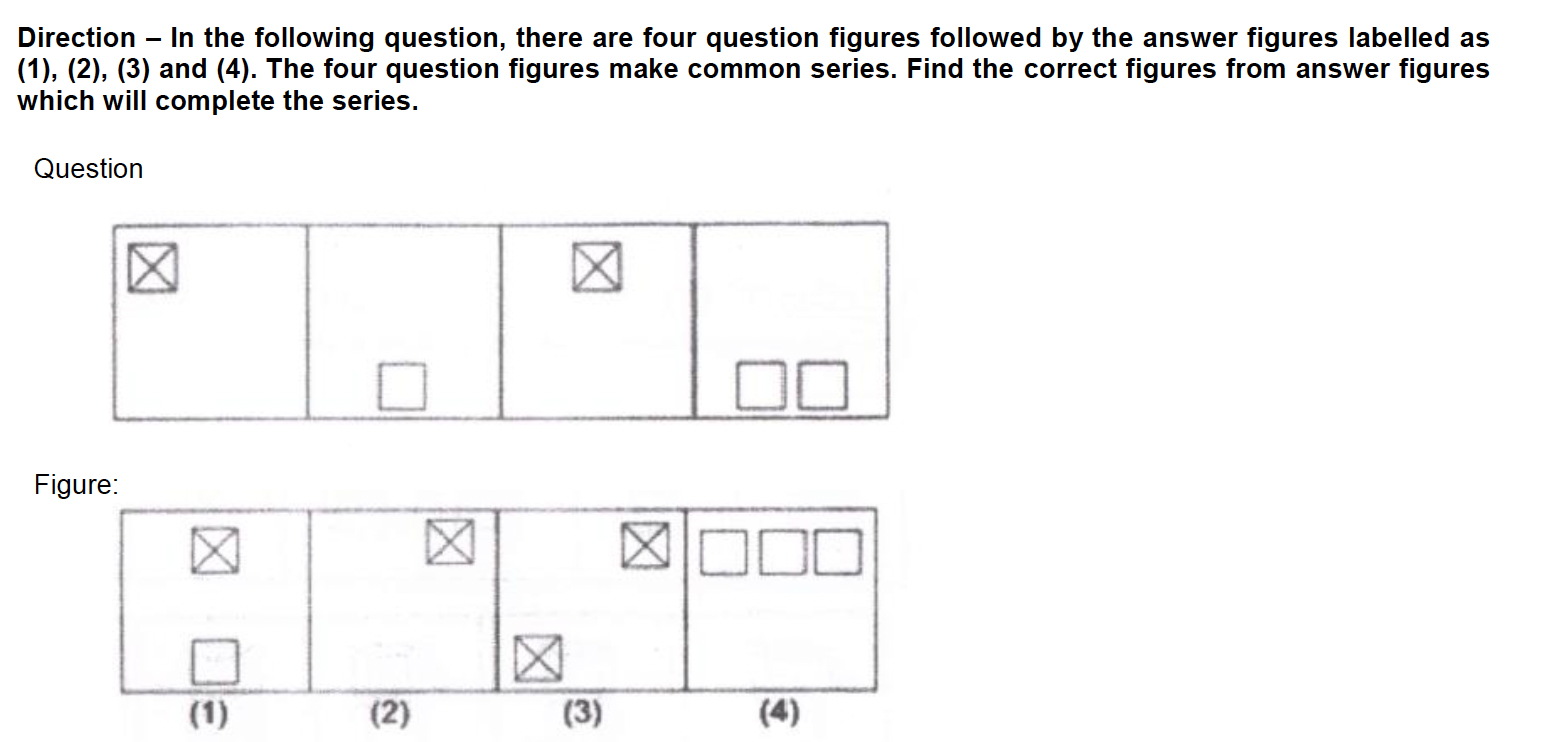 Direction – In the following question, there are four question figures followed by the answer figures labelled as
(1), (2), (3) and (4). The four question figures make common series. Find the correct figures from answer figures
which will complete the series.
Question
Figure:
(1) (2) (3) (4)